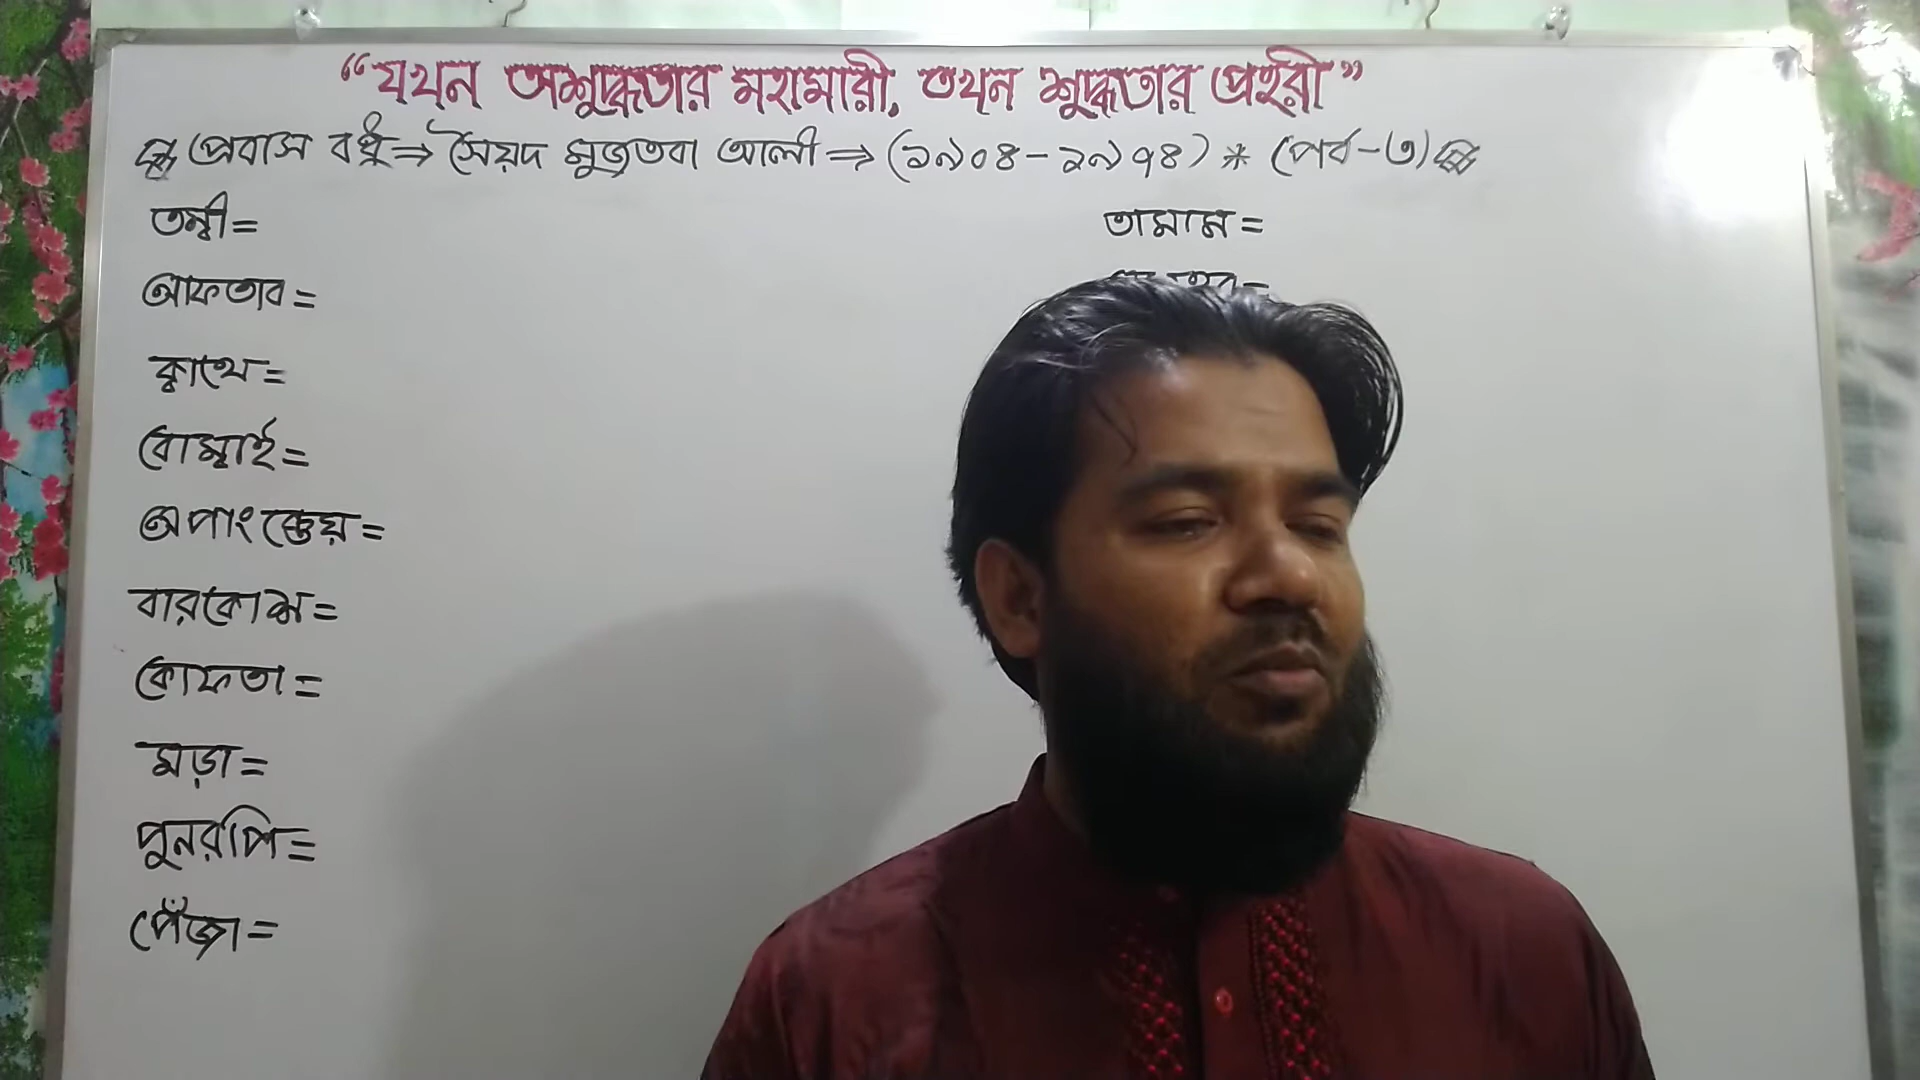 “যখন অশুদ্ধতার মহামারী, তখন শুদ্ধতার প্রহরী”
প্রবাস বন্ধু ⇒ সৈয়দ মুজতবা আলী ⇒ (১৯০৪-১৯৭৪) * (পর্ব-৩)
তন্বী =
তামাম =
আফতাব =
ক্বাথে =
বোম্বাই =
অপাংক্তেয় =
বারকোশ =
কোফতা =
মড়া =
পুনরপি =
পেঁজা =